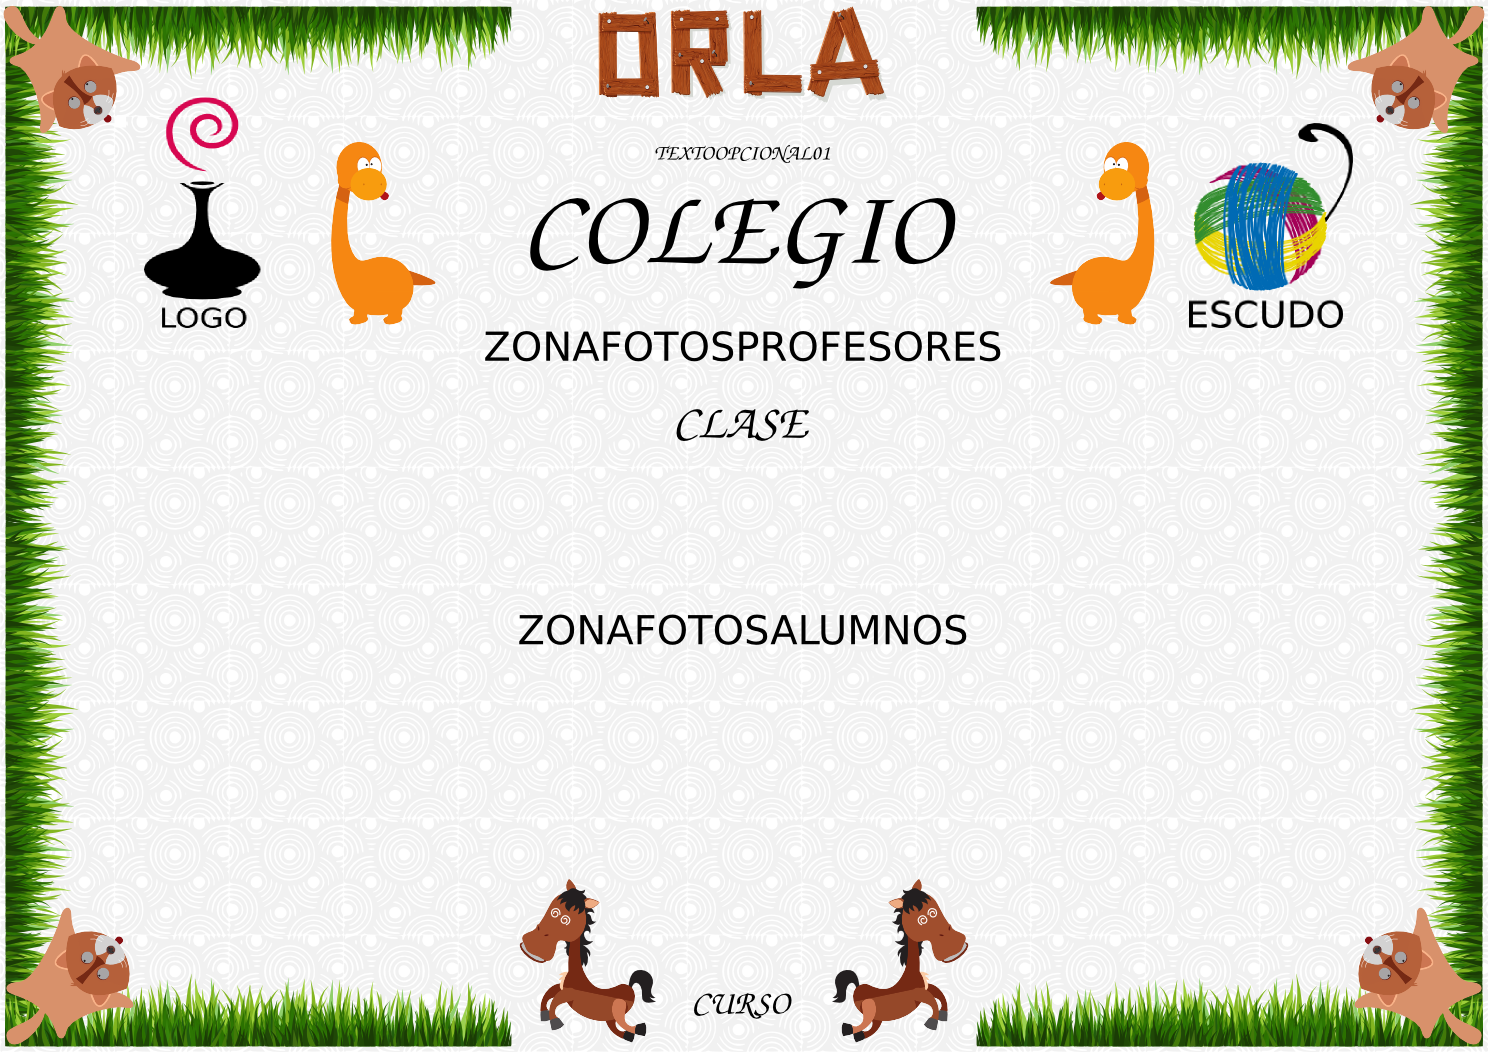 ORLA
TEXTOOPCIONAL01
COLEGIO
LOGO
ESCUDO
ZONAFOTOSPROFESORES
CLASE
ZONAFOTOSALUMNOS
CURSO